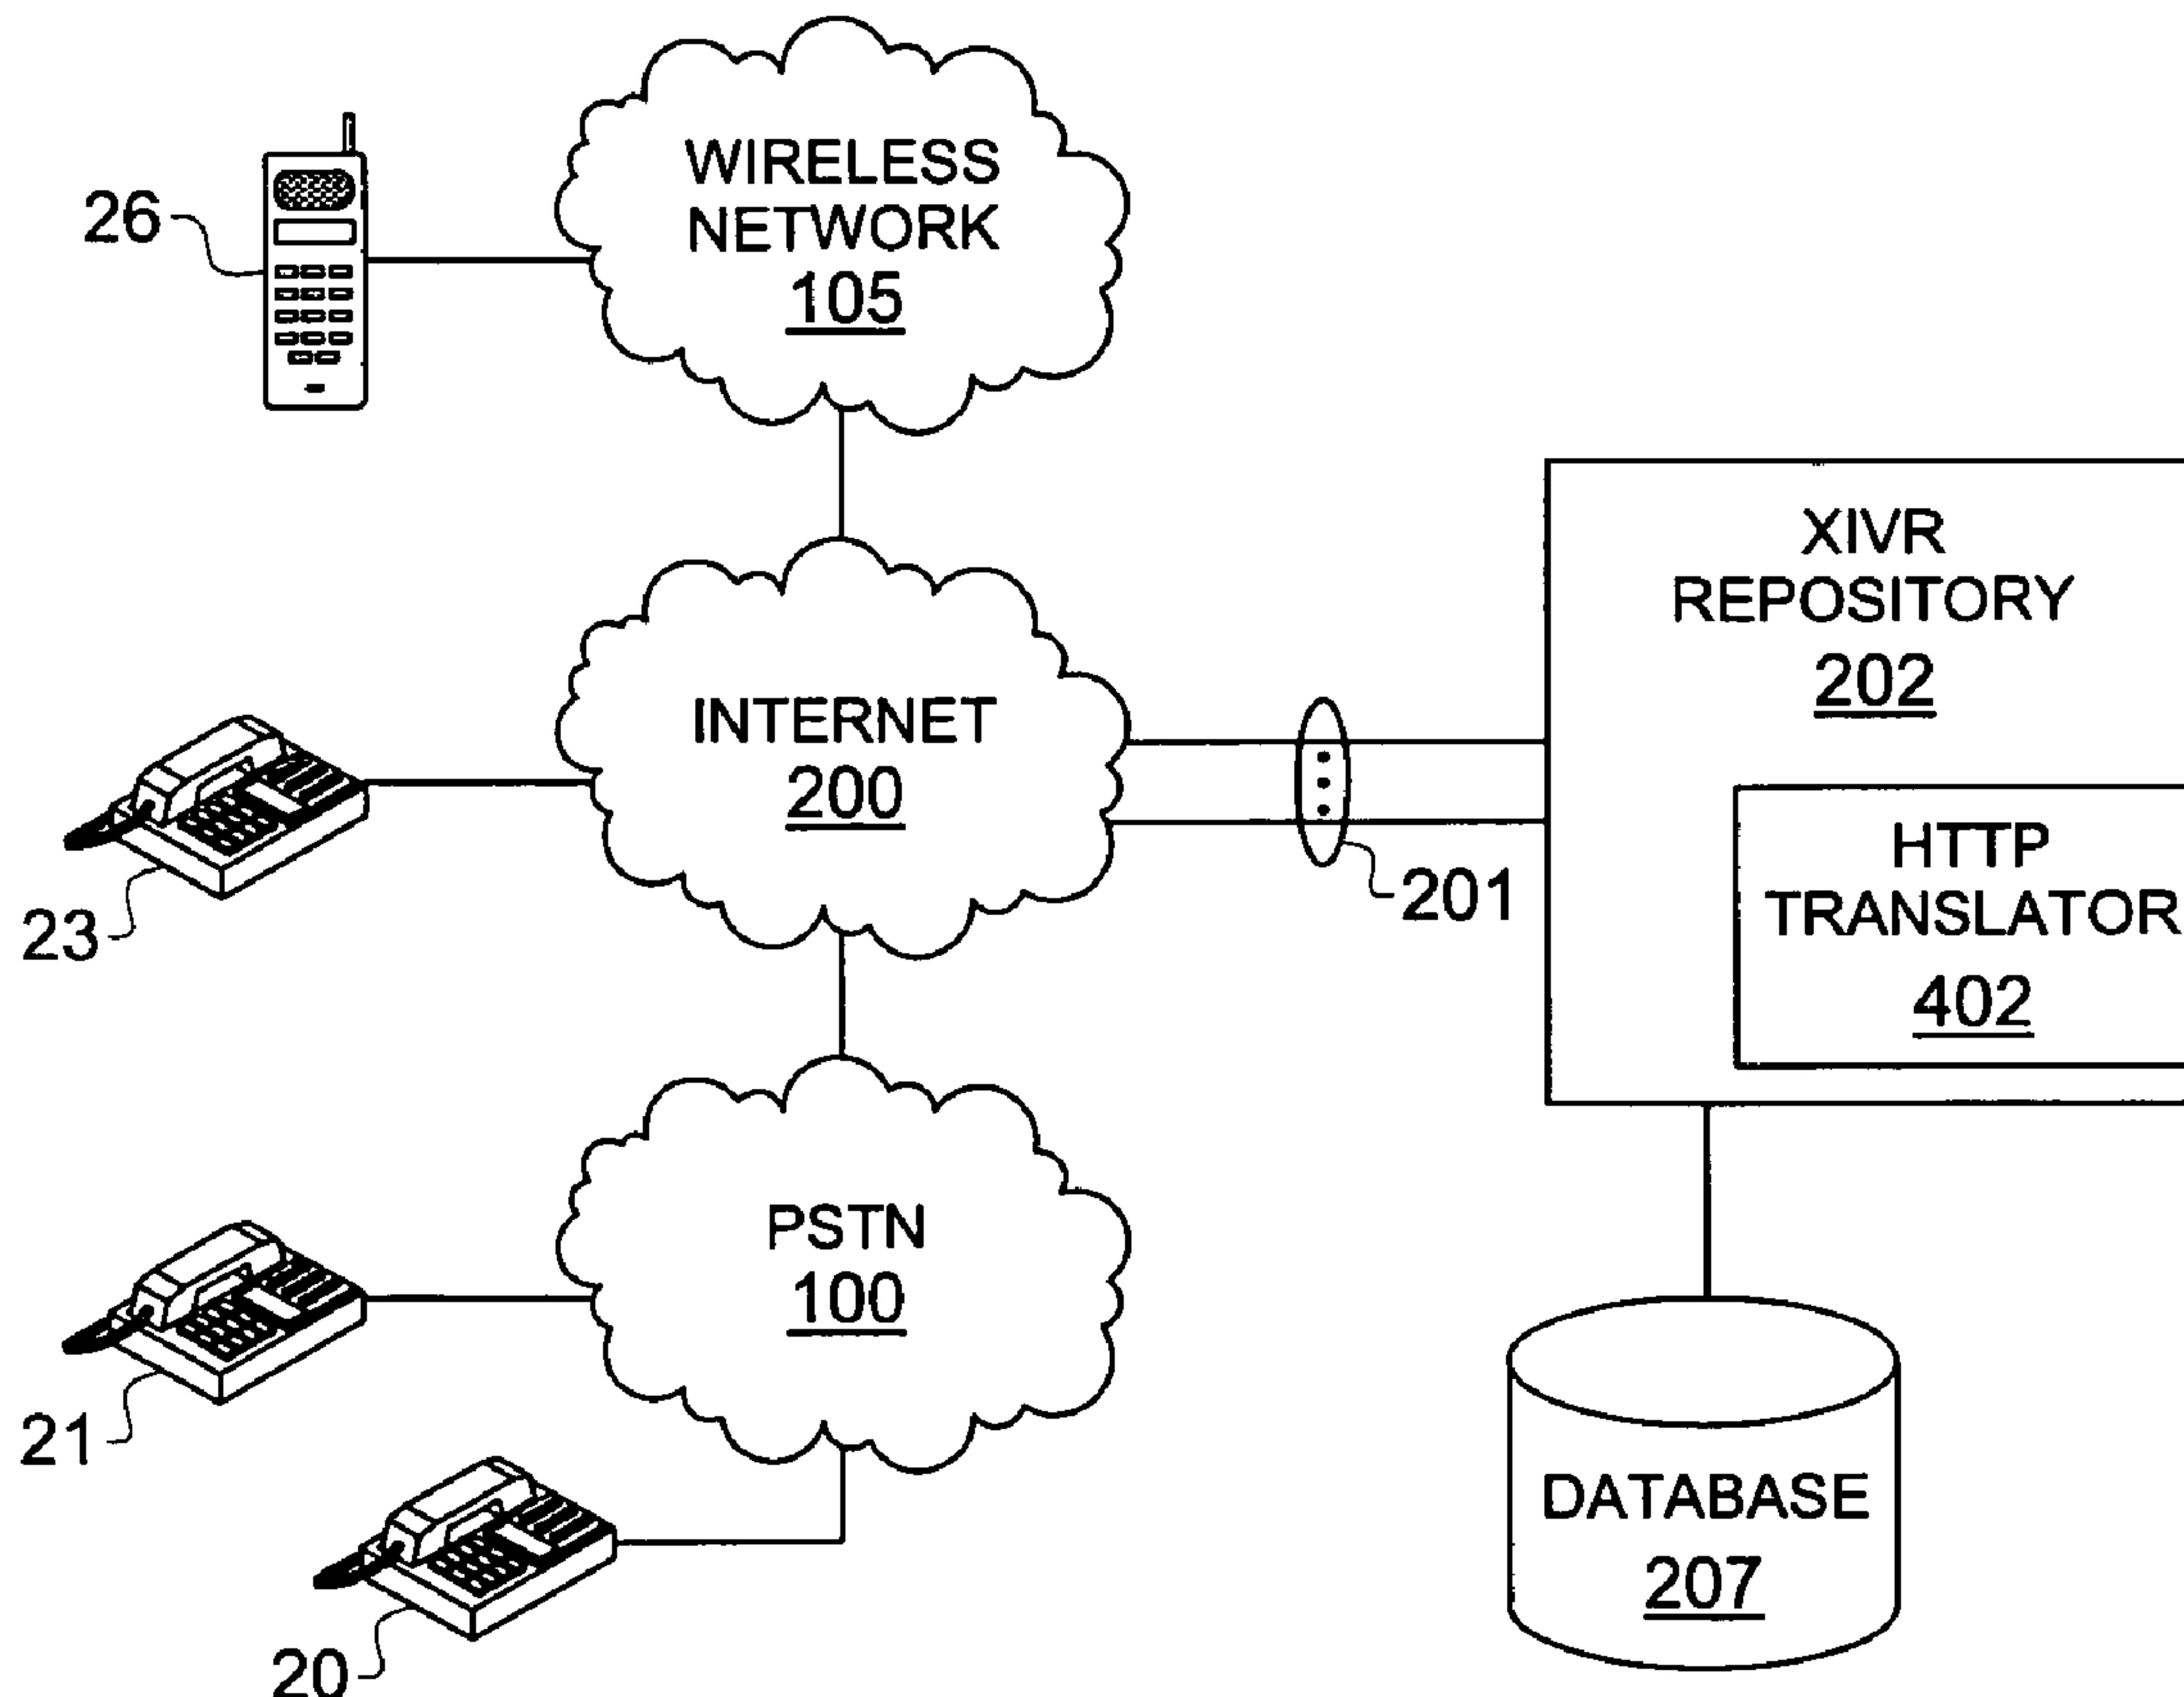 WIRELESS
NETWORK
105
26
XIVR
REPOSITORY
202
INTERNET
200
201
HTTP
TRANSLATOR
402
23
PSTN
100
21
DATABASE
207
20